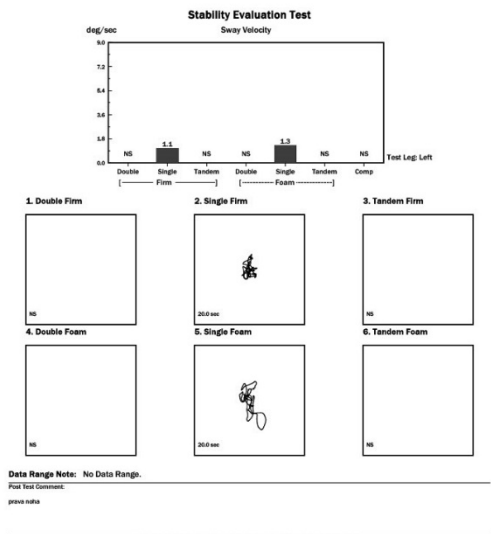 Stability Evaluation Test
deg/sec Sway Velocity
9.0
7.2
5.4
3.6
1.8
0.0
NS 1.1 NS NS 1.3 NS NS
Test Leg: Left
Double Single Tandem Double Single Tandem Comp
[--------- Firm ---------] [----------- Foam ------------]
1. Double Firm 2. Single Firm 3. Tandem Firm
NS 20.0 sec NS
4. Double Foam 5. Single Foam 6. Tandem Foam
NS 20.0 sec NS
Data Range Note: No Data Range.
Post Test Comment:
prava noha